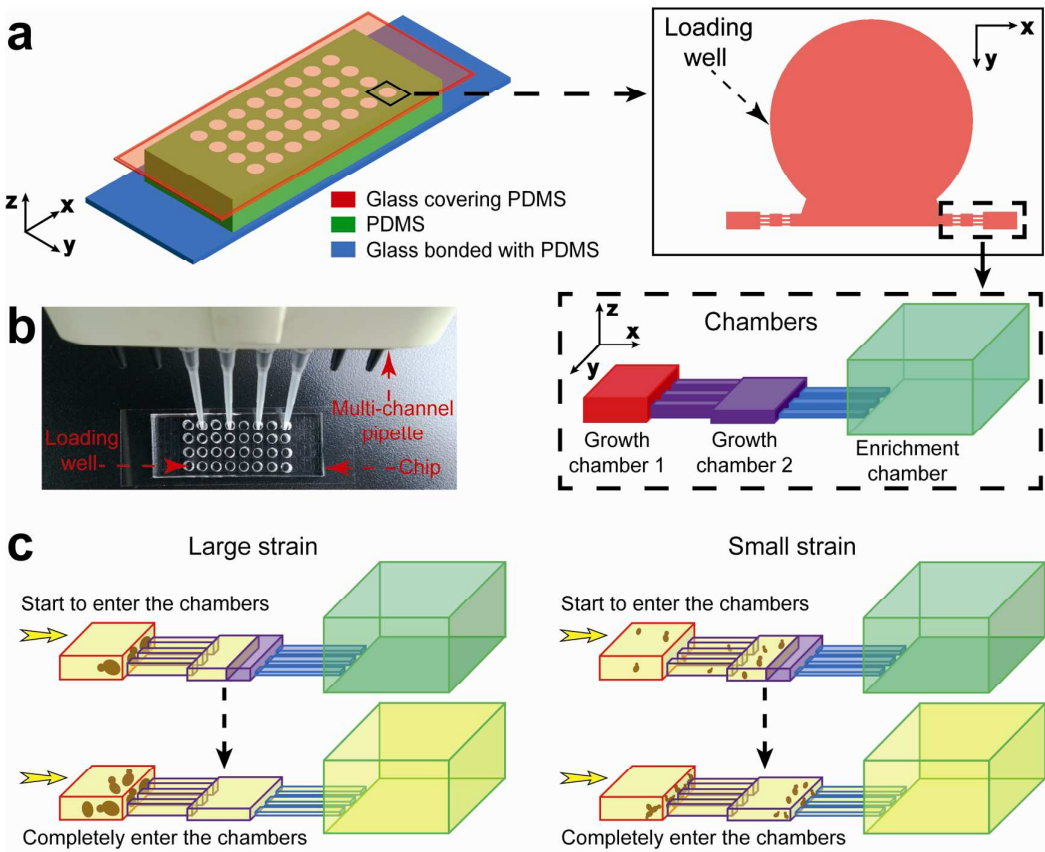 a
z
x
y
Glass covering PDMS
PDMS
Glass bonded with PDMS
Loading
well
x
y
b
Loading
well
Multi-channel
pipette
Chip
z
x
y
Chambers
Growth
chamber 1
Growth
chamber 2
Enrichment
chamber
c
Large strain
Start to enter the chambers
Completely enter the chambers
Small strain
Start to enter the chambers
Completely enter the chambers